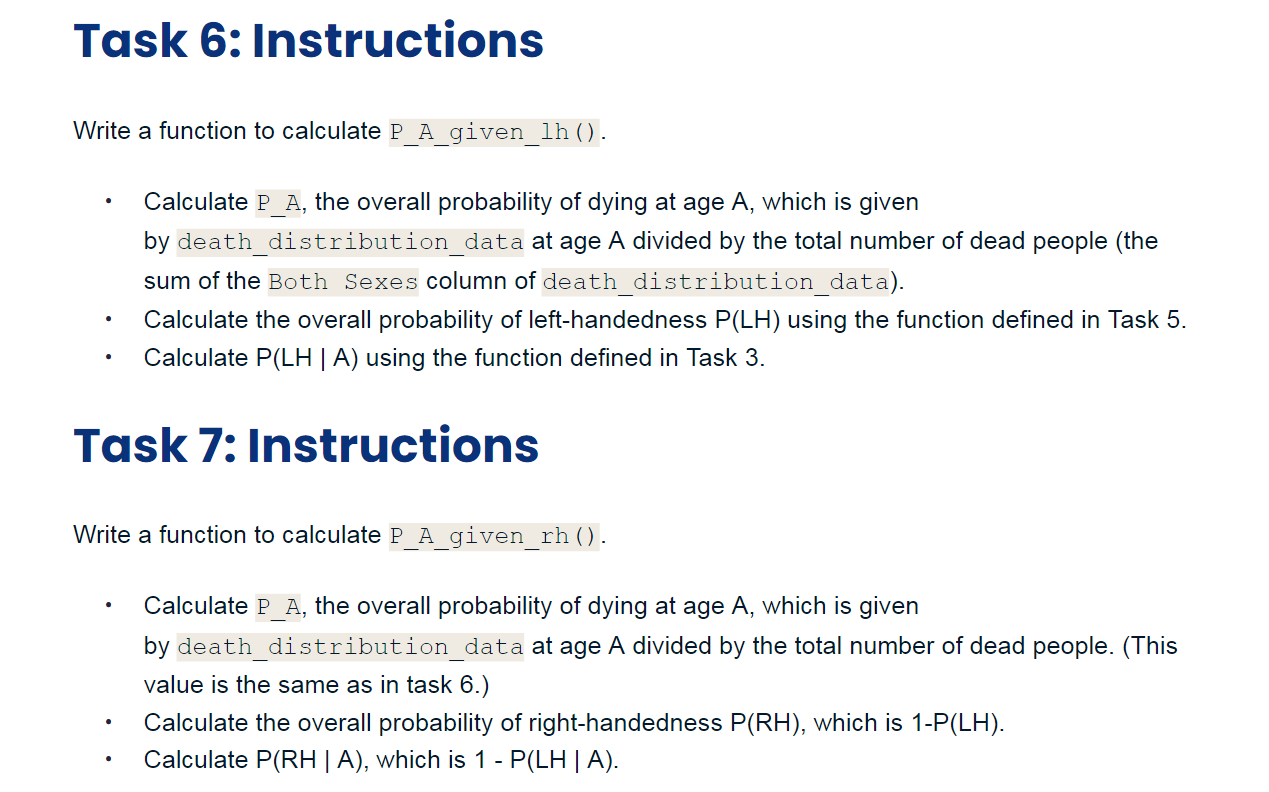 Task 6: Instructions
Write a function to calculate P_A_given_lh().
• Calculate P_A, the overall probability of dying at age A, which is given
by death_distribution_data at age A divided by the total number of dead people (the
sum of the Both Sexes column of death_distribution_data).
• Calculate the overall probability of left-handedness P(LH) using the function defined in Task 5.
• Calculate P(LH | A) using the function defined in Task 3.
Task 7: Instructions
Write a function to calculate P_A_given_rh().
• Calculate P_A, the overall probability of dying at age A, which is given
by death_distribution_data at age A divided by the total number of dead people. (This
value is the same as in task 6.)
• Calculate the overall probability of right-handedness P(RH), which is 1-P(LH).
• Calculate P(RH | A), which is 1 - P(LH | A).